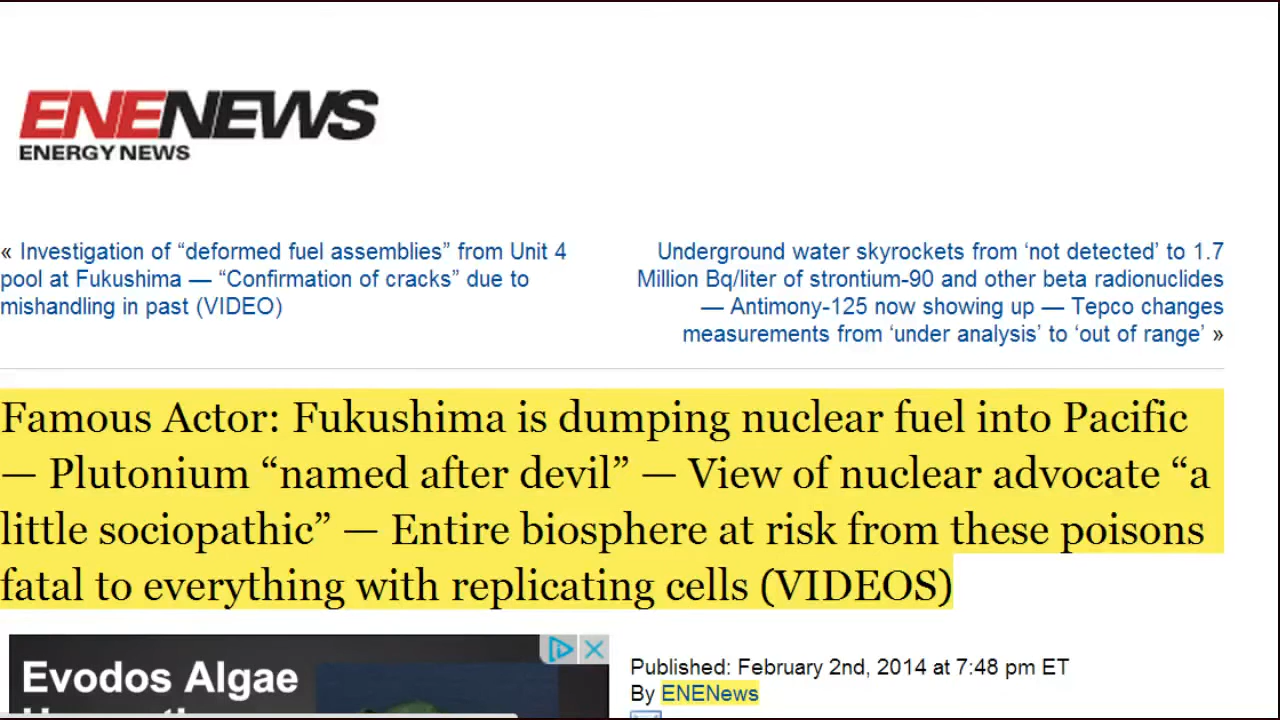 ENENEWS
ENERGY NEWS
« Investigation of “deformed fuel assemblies” from Unit 4
pool at Fukushima — “Confirmation of cracks” due to
mishandling in past (VIDEO)
Underground water skyrockets from ‘not detected’ to 1.7
Million Bq/liter of strontium-90 and other beta radionuclides
— Antimony-125 now showing up — Tepco changes
measurements from ‘under analysis’ to ‘out of range’ »
Famous Actor: Fukushima is dumping nuclear fuel into Pacific
— Plutonium “named after devil” — View of nuclear advocate “a
little sociopathic” — Entire biosphere at risk from these poisons
fatal to everything with replicating cells (VIDEOS)
Evodos Algae
Published: February 2nd, 2014 at 7:48 pm ET
By ENENews